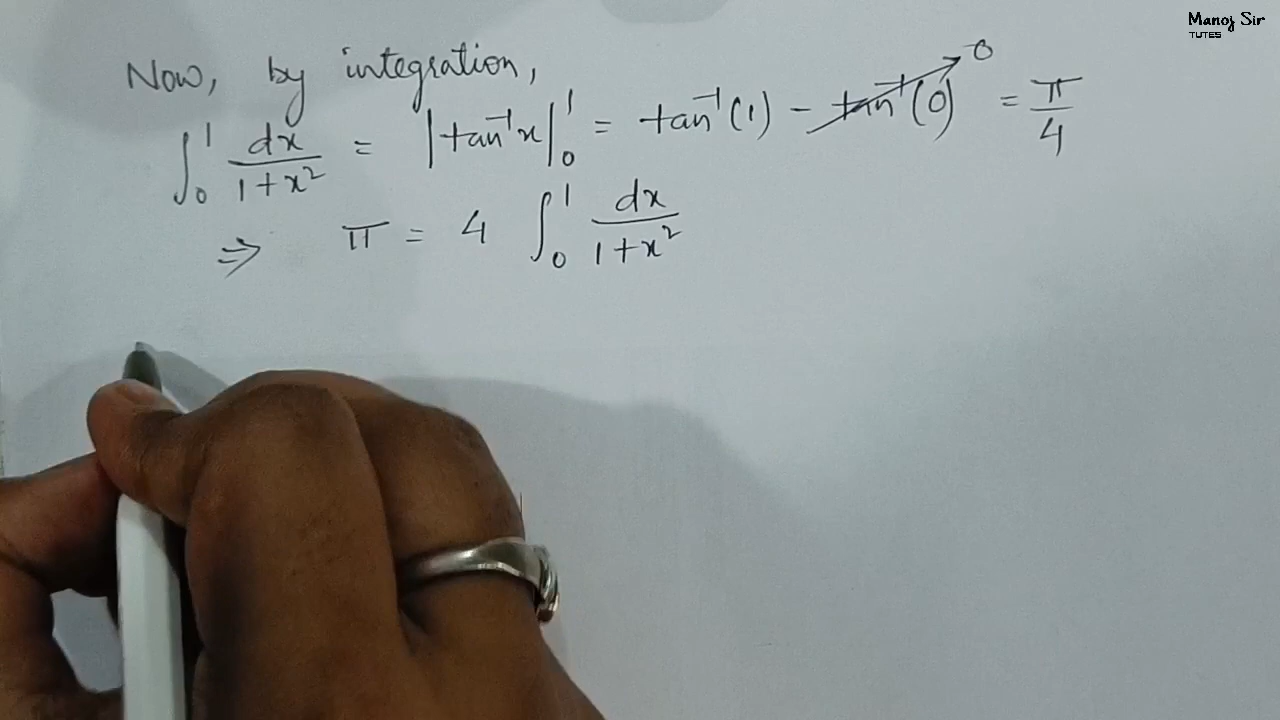 Manoj Sir
TUTES
Now, by integration,
∫₀¹ dx/(1+x²) = |tan⁻¹x|₀¹ = tan⁻¹(1) − tan⁻¹(0) → 0 = π/4
⇒ π = 4 ∫₀¹ dx/(1+x²)